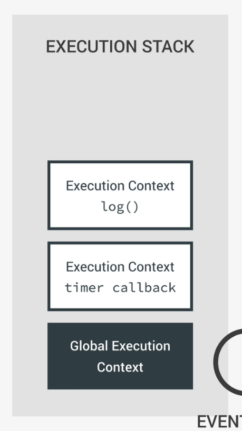 EXECUTION STACK
Execution Context
log()
Execution Context
timer callback
Global Execution
Context
EVENT